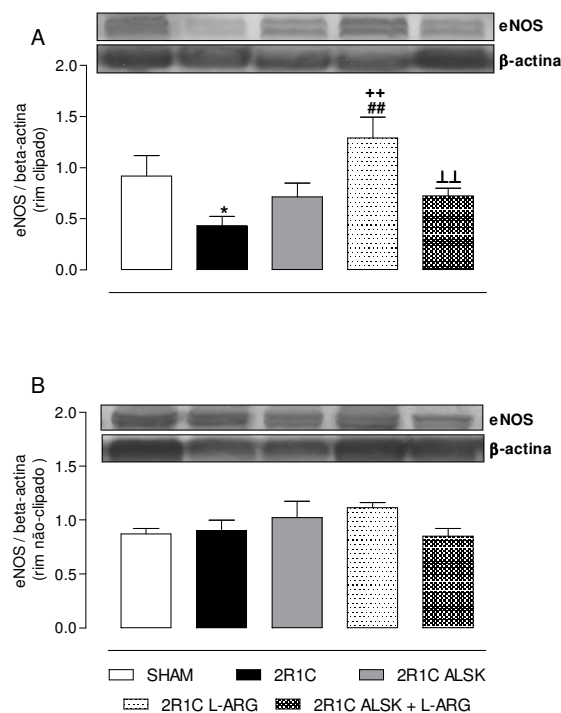 A
eNOS
β-actina
eNOS / beta-actina
(rim clipado)
2.0
1.5
1.0
0.5
0.0
*
++
##
⊥⊥
B
eNOS
β-actina
eNOS / beta-actina
(rim não-clipado )
2.0
1.5
1.0
0.5
0.0
SHAM 2R1C 2R1C ALSK
2R1C L-ARG 2R1C ALSK + L-ARG